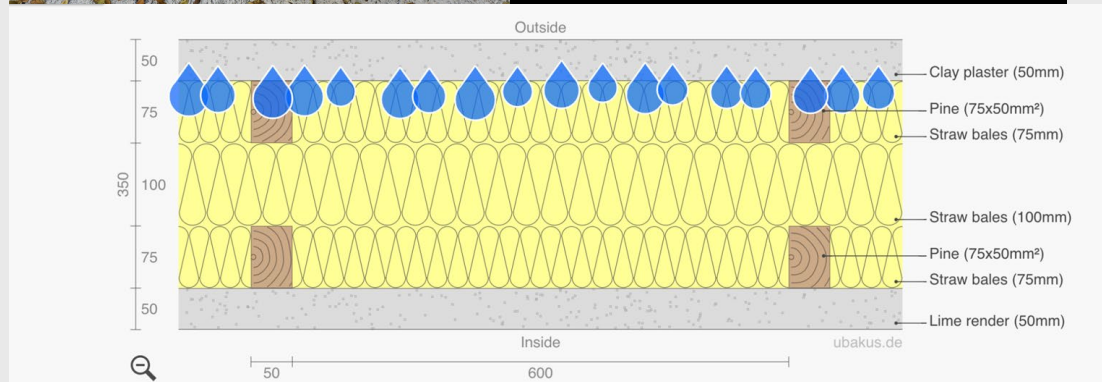 Outside
50
Clay plaster (50mm)
75
Pine (75x50mm²)
Straw bales (75mm)
350
100
Straw bales (100mm)
75
Pine (75x50mm²)
Straw bales (75mm)
50
Lime render (50mm)
Inside
ubakus.de
50
600